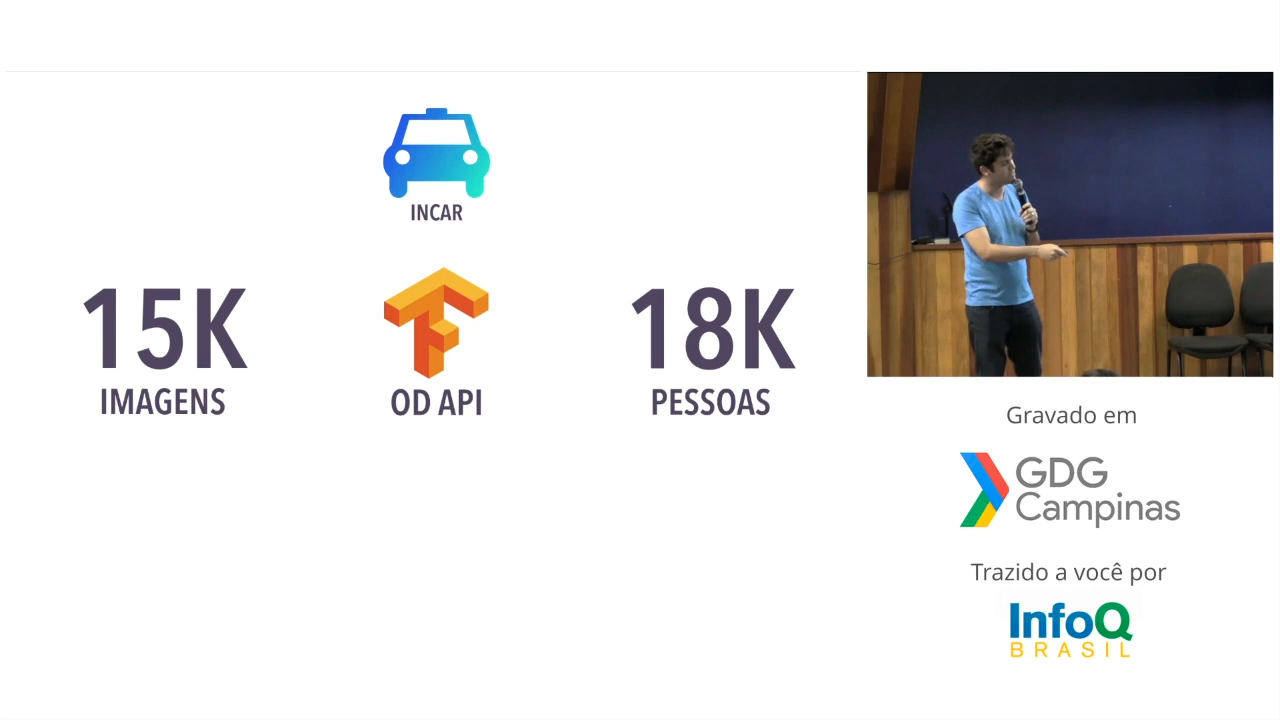 INCAR
15K
IMAGENS
OD API
18K
PESSOAS
Gravado em
GDG
Campinas
Trazido a você por
InfoQ
BRASIL